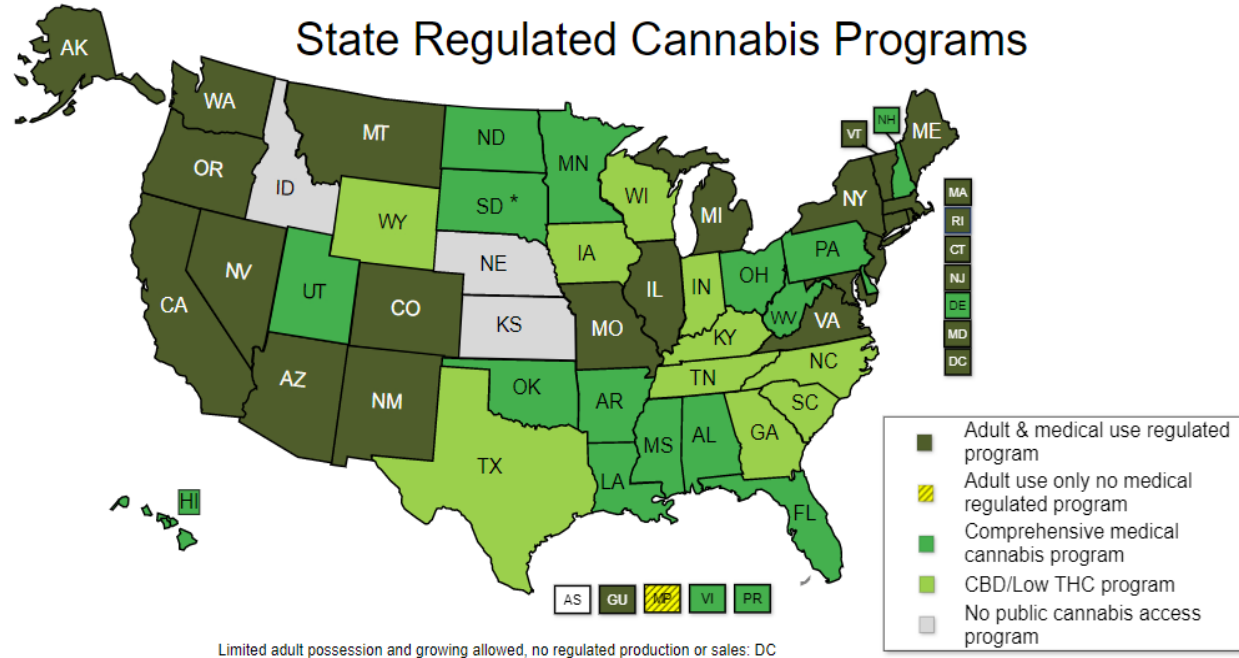 State Regulated Cannabis Programs
AK
WA
MT
ND
MN
OR
ID
WY
SD *
WI
MI
NY
VT
NH
ME
MA
RI
CT
NJ
DE
MD
DC
NV
UT
CO
NE
IA
IL
IN
OH
PA
CA
KS
MO
KY
WV
VA
AZ
NM
OK
AR
TN
NC
SC
TX
LA
MS
AL
GA
FL
HI
AS
GU
MP
VI
PR
Adult & medical use regulated
program
Adult use only no medical
regulated program
Comprehensive medical
cannabis program
CBD/Low THC program
No public cannabis access
program
Limited adult possession and growing allowed, no regulated production or sales: DC